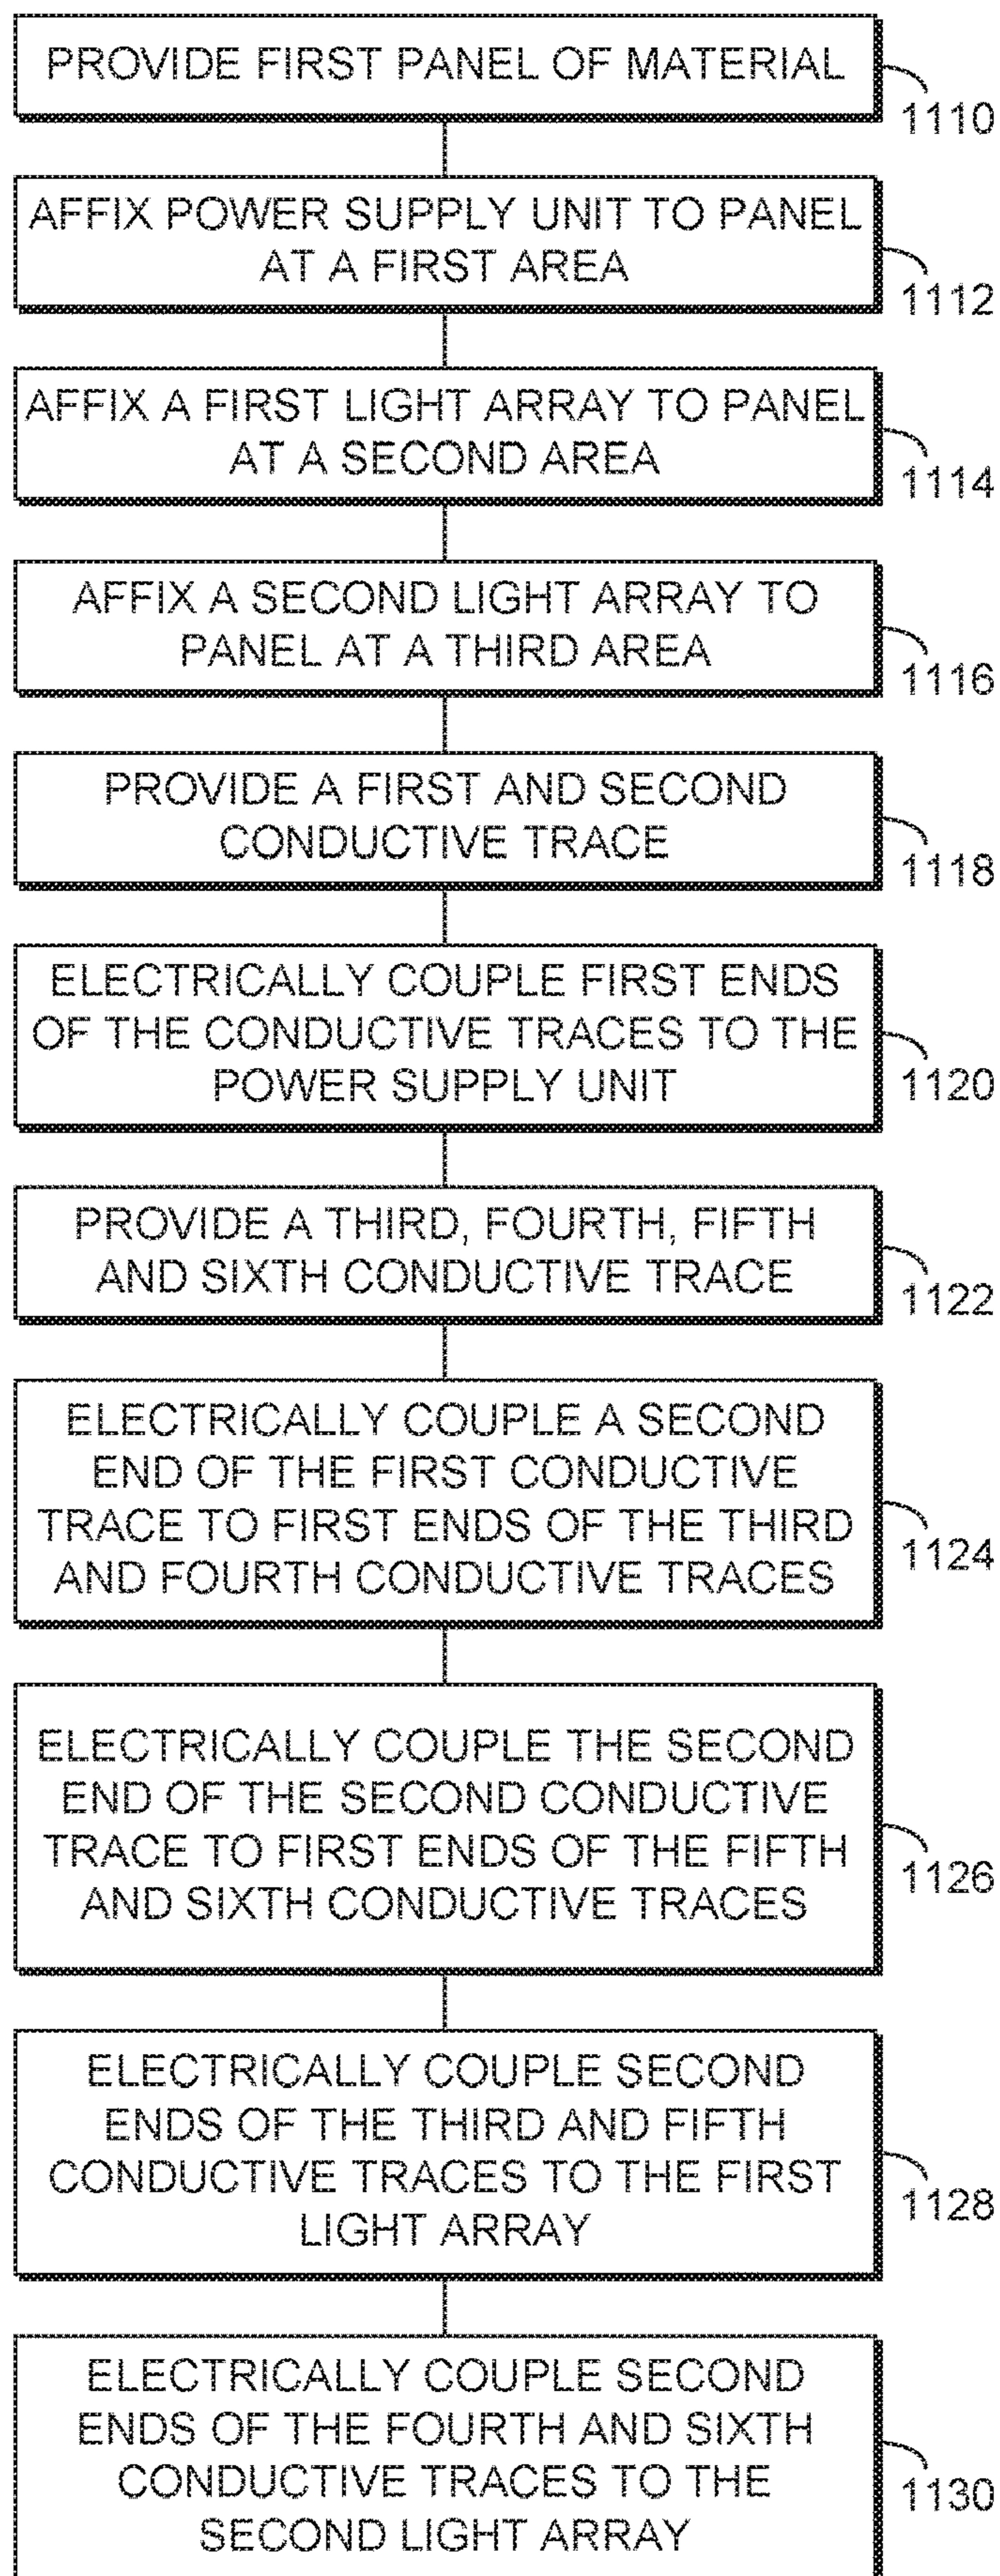 PROVIDE FIRST PANEL OF MATERIAL
1110
AFFIX POWER SUPPLY UNIT TO PANEL
AT A FIRST AREA
1112
AFFIX A FIRST LIGHT ARRAY TO PANEL
AT A SECOND AREA
1114
AFFIX A SECOND LIGHT ARRAY TO
PANEL AT A THIRD AREA
1116
PROVIDE A FIRST AND SECOND
CONDUCTIVE TRACE
1118
ELECTRICALLY COUPLE FIRST ENDS
OF THE CONDUCTIVE TRACES TO THE
POWER SUPPLY UNIT
1120
PROVIDE A THIRD, FOURTH, FIFTH
AND SIXTH CONDUCTIVE TRACE
1122
ELECTRICALLY COUPLE A SECOND
END OF THE FIRST CONDUCTIVE
TRACE TO FIRST ENDS OF THE THIRD
AND FOURTH CONDUCTIVE TRACES
1124
ELECTRICALLY COUPLE THE SECOND
END OF THE SECOND CONDUCTIVE
TRACE TO FIRST ENDS OF THE FIFTH
AND SIXTH CONDUCTIVE TRACES
1126
ELECTRICALLY COUPLE SECOND
ENDS OF THE THIRD AND FIFTH
CONDUCTIVE TRACES TO THE FIRST
LIGHT ARRAY
1128
ELECTRICALLY COUPLE SECOND
ENDS OF THE FOURTH AND SIXTH
CONDUCTIVE TRACES TO THE
SECOND LIGHT ARRAY
1130